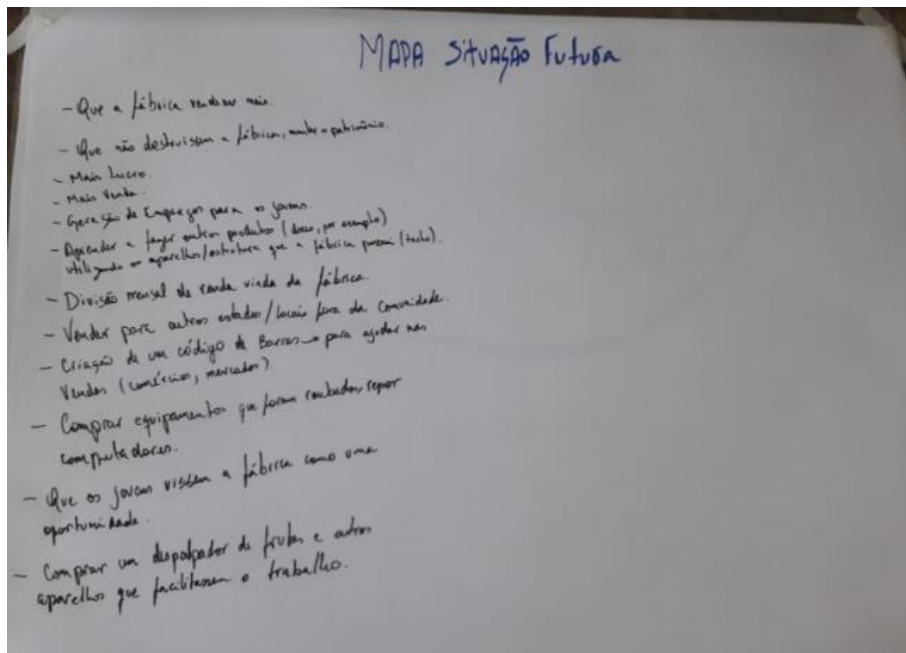 MAPA SITUAÇÃO FUTURA
- Que a fábrica vendesse mais.
- Que não destruissem a fábrica, o patrimônio.
- Mais Lucro.
- Mais Venda.
- Geração de Empregos para os jovens.
- Aprender a fazer outros produtos (doce, por exemplo)
utilizando os aparelhos/estrutura que a fábrica possui (tacho).
- Divisão mensal de renda vinda da fábrica.
- Vender para outros estados/locais fora da comunidade.
- Criação de um código de Barras → para ajudar nas
Vendas (comércios, mercados).
- Comprar equipamentos que foram roubados, repor
computadores.
- Que os jovens vissem a fábrica como uma
oportunidade.
- Comprar um despolpador de frutas e outros
aparelhos que facilitassem o trabalho.